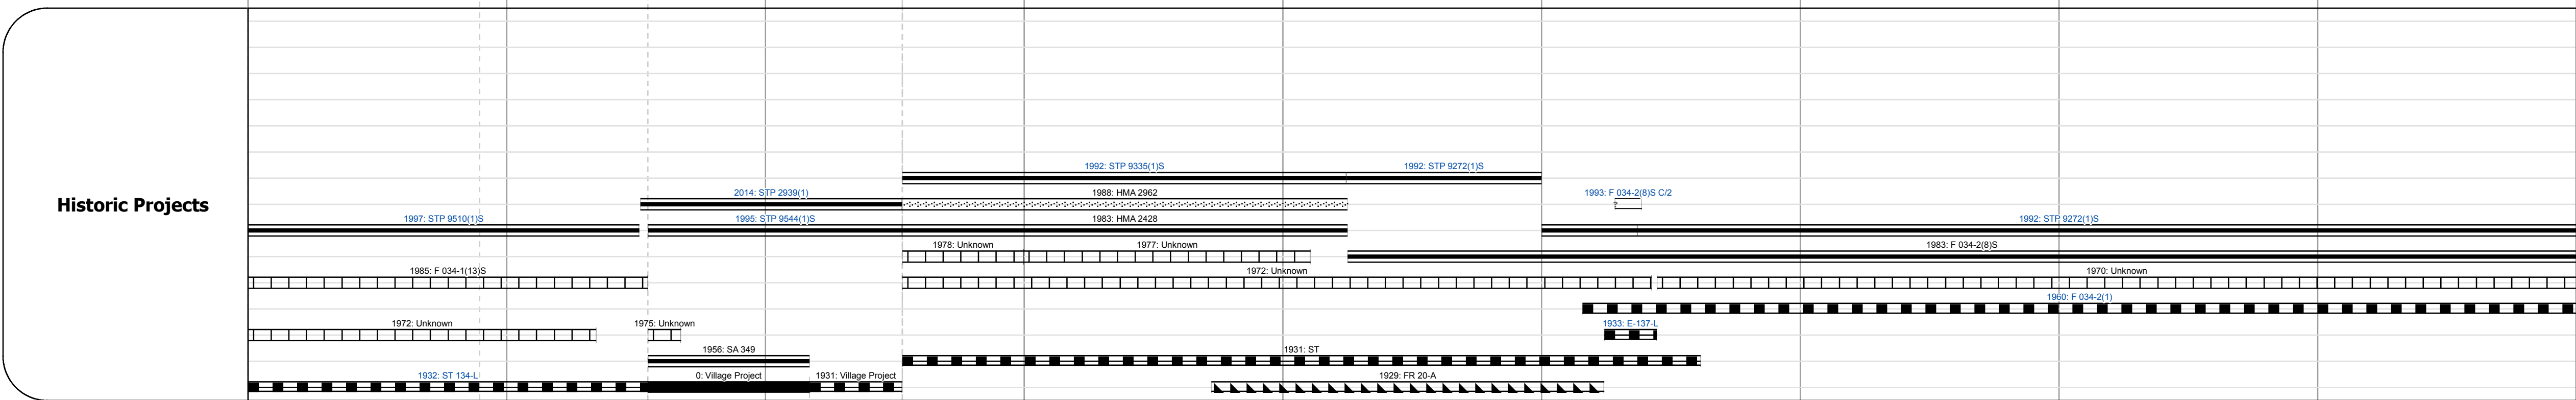 1992: STP 9335(1)S 1992: STP 9272(1)S
2014: STP 2939(1) 1988: HMA 2962 1993: F 034-2(8)S C/2
?
Historic Projects
1997: STP 9510(1)S 1995: STP 9544(1)S 1983: HMA 2428 1992: STP 9272(1)S
1978: Unknown 1977: Unknown 1983: F 034-2(8)S
1985: F 034-1(13)S 1972: Unknown 1970: Unknown
1960: F 034-2(1)
1972: Unknown 1975: Unknown 1933: E-137-L
1956: SA 349 1931: ST
1932: ST 134-L 0: Village Project 1931: Village Project 1929: FR 20-A